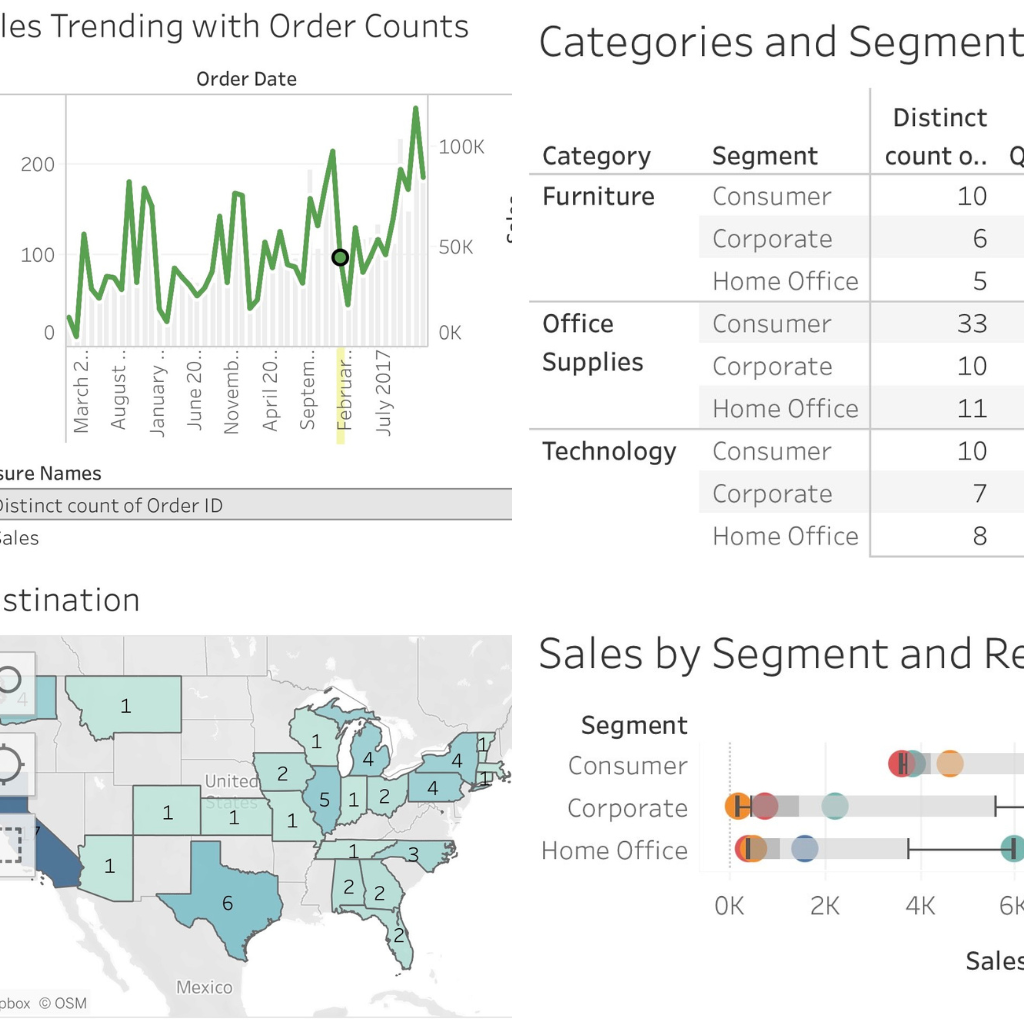 les Trending with Order Counts
Order Date
200
100
0
100K
50K
0K
Sales
March 2..
August ..
January ..
June 20..
Novemb..
April 20..
Septem..
Februar..
July 2017
sure Names
Distinct count of Order ID
Sales
Categories and Segment
Distinct
Category Segment count o.. Q
Furniture Consumer 10
Corporate 6
Home Office 5
Office Consumer 33
Supplies Corporate 10
Home Office 11
Technology Consumer 10
Corporate 7
Home Office 8
stination
4
1
1
4
4
1
1
2
United
States
4
5
1
2
1
1
1
7
1
1
3
2
2
6
2
Mexico
pbox © OSM
Sales by Segment and Re
Segment
Consumer
Corporate
Home Office
0K 2K 4K 6K
Sales